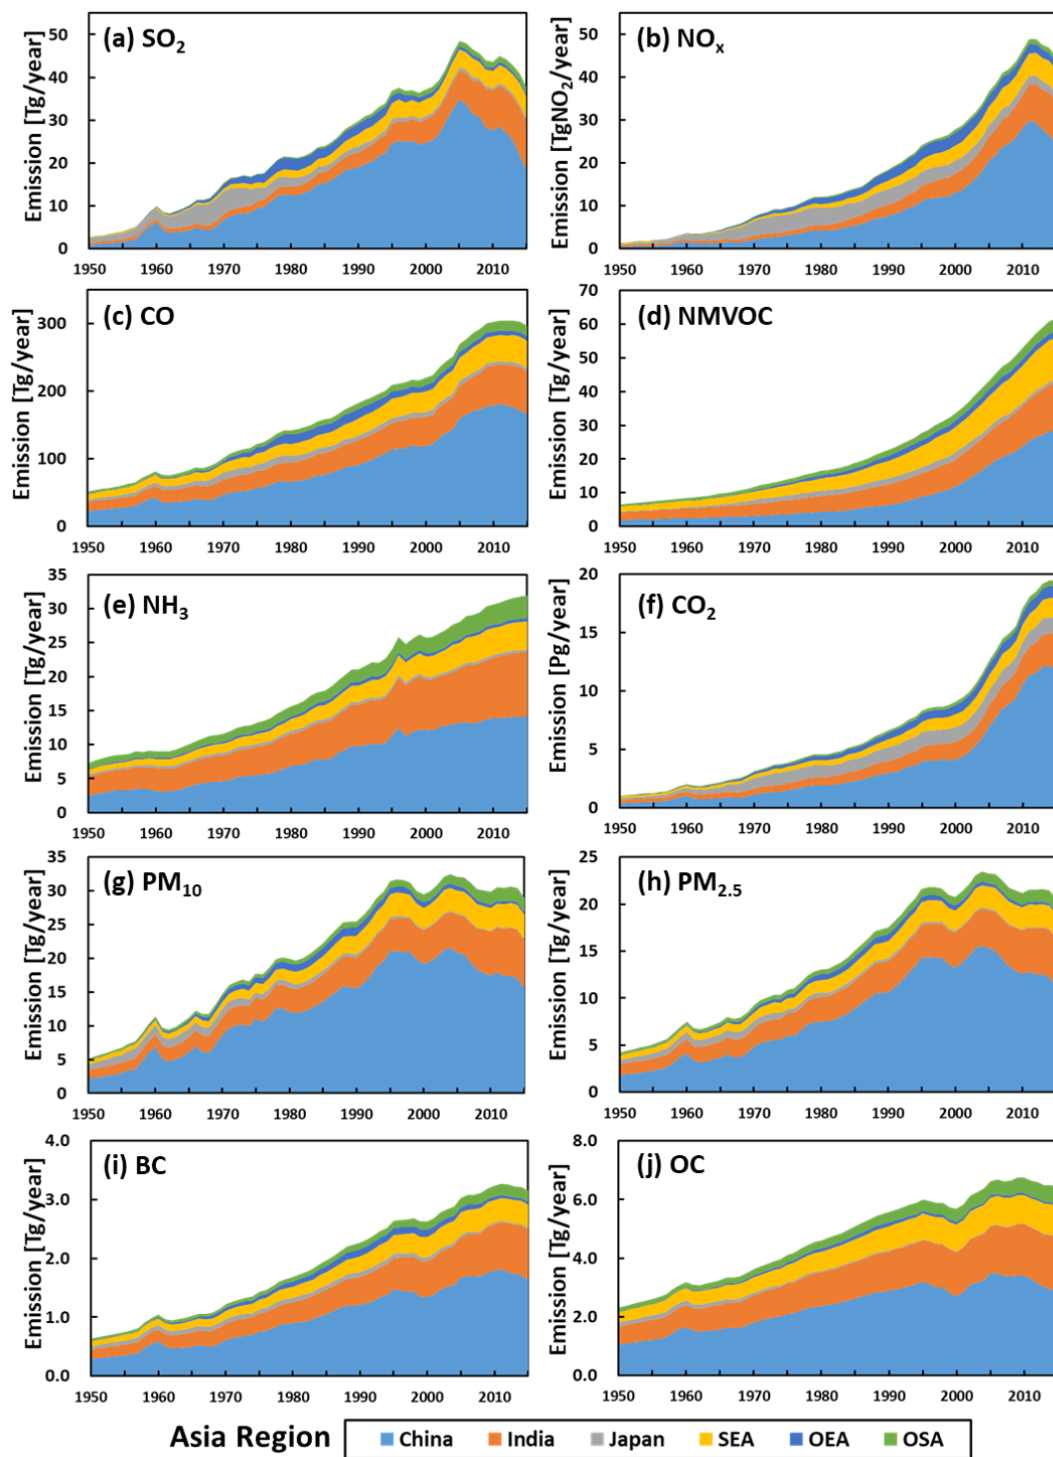 (a) SO2
Emission [Tg/year]
50
40
30
20
10
0
1950 1960 1970 1980 1990 2000 2010
(b) NOx
Emission [TgNO2/year]
50
40
30
20
10
0
1950 1960 1970 1980 1990 2000 2010
(c) CO
Emission [Tg/year]
300
200
100
0
1950 1960 1970 1980 1990 2000 2010
(d) NMVOC
Emission [Tg/year]
70
60
50
40
30
20
10
0
1950 1960 1970 1980 1990 2000 2010
(e) NH3
Emission [Tg/year]
35
30
25
20
15
10
5
0
1950 1960 1970 1980 1990 2000 2010
(f) CO2
Emission [Pg/year]
20
15
10
5
0
1950 1960 1970 1980 1990 2000 2010
(g) PM10
Emission [Tg/year]
35
30
25
20
15
10
5
0
1950 1960 1970 1980 1990 2000 2010
(h) PM2.5
Emission [Tg/year]
25
20
15
10
5
0
1950 1960 1970 1980 1990 2000 2010
(i) BC
Emission [Tg/year]
4.0
3.0
2.0
1.0
0.0
1950 1960 1970 1980 1990 2000 2010
(j) OC
Emission [Tg/year]
8.0
6.0
4.0
2.0
0.0
1950 1960 1970 1980 1990 2000 2010
Asia Region China India Japan SEA OEA OSA